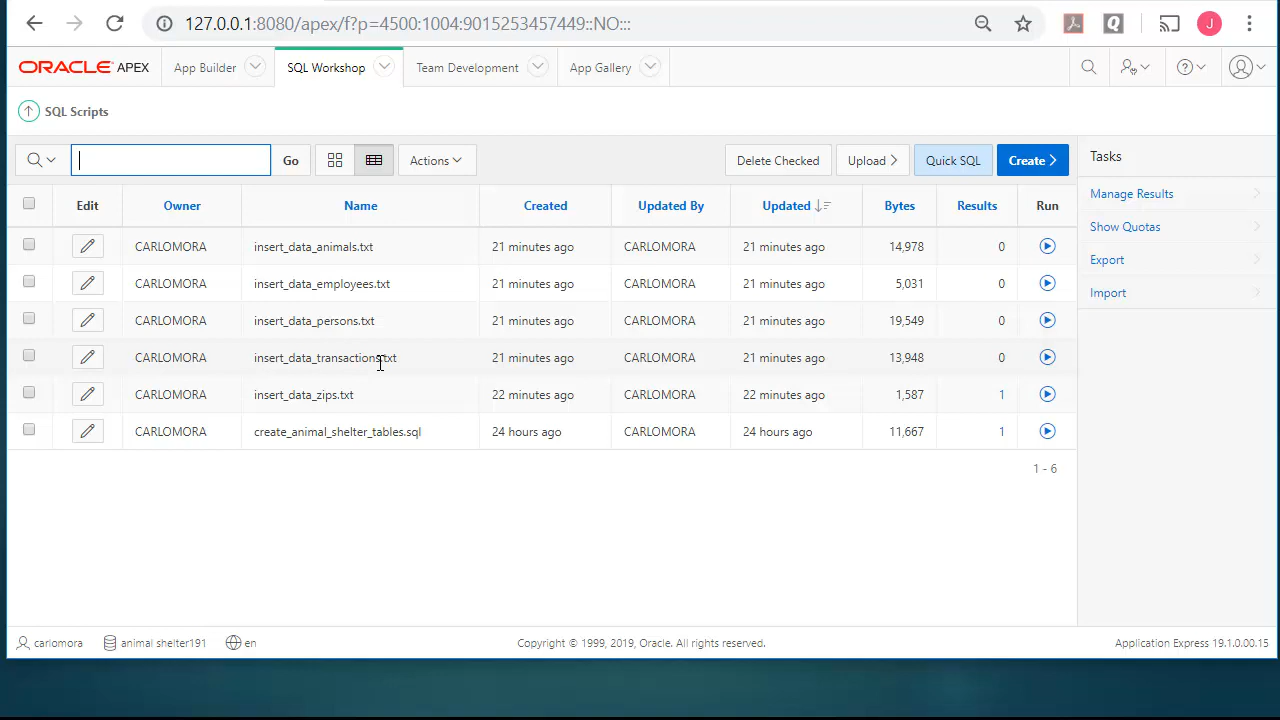 127.0.0.1:8080/apex/f?p=4500:1004:9015253457449::NO:::
Q
J
ORACLE APEX App Builder SQL Workshop Team Development App Gallery
SQL Scripts
Go Actions Delete Checked Upload Quick SQL Create
Tasks
Manage Results
Show Quotas
Export
Import
Edit Owner Name Created Updated By Updated Bytes Results Run
CARLOMORA insert_data_animals.txt 21 minutes ago CARLOMORA 21 minutes ago 14,978 0
CARLOMORA insert_data_employees.txt 21 minutes ago CARLOMORA 21 minutes ago 5,031 0
CARLOMORA insert_data_persons.txt 21 minutes ago CARLOMORA 21 minutes ago 19,549 0
CARLOMORA insert_data_transactions.txt 21 minutes ago CARLOMORA 21 minutes ago 13,948 0
CARLOMORA insert_data_zips.txt 22 minutes ago CARLOMORA 22 minutes ago 1,587 1
CARLOMORA create_animal_shelter_tables.sql 24 hours ago CARLOMORA 24 hours ago 11,667 1
1 - 6
carlomora animal shelter191 en Copyright © 1999, 2019, Oracle. All rights reserved. Application Express 19.1.0.00.15